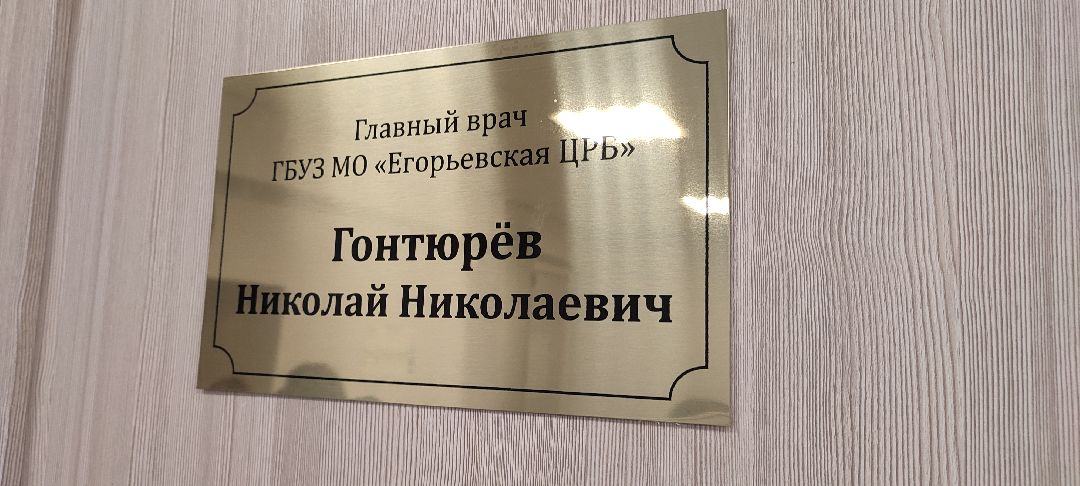 Главный врач
ГБУЗ МО «Егорьевская ЦРБ»
Гонтюрёв
Николай Николаевич